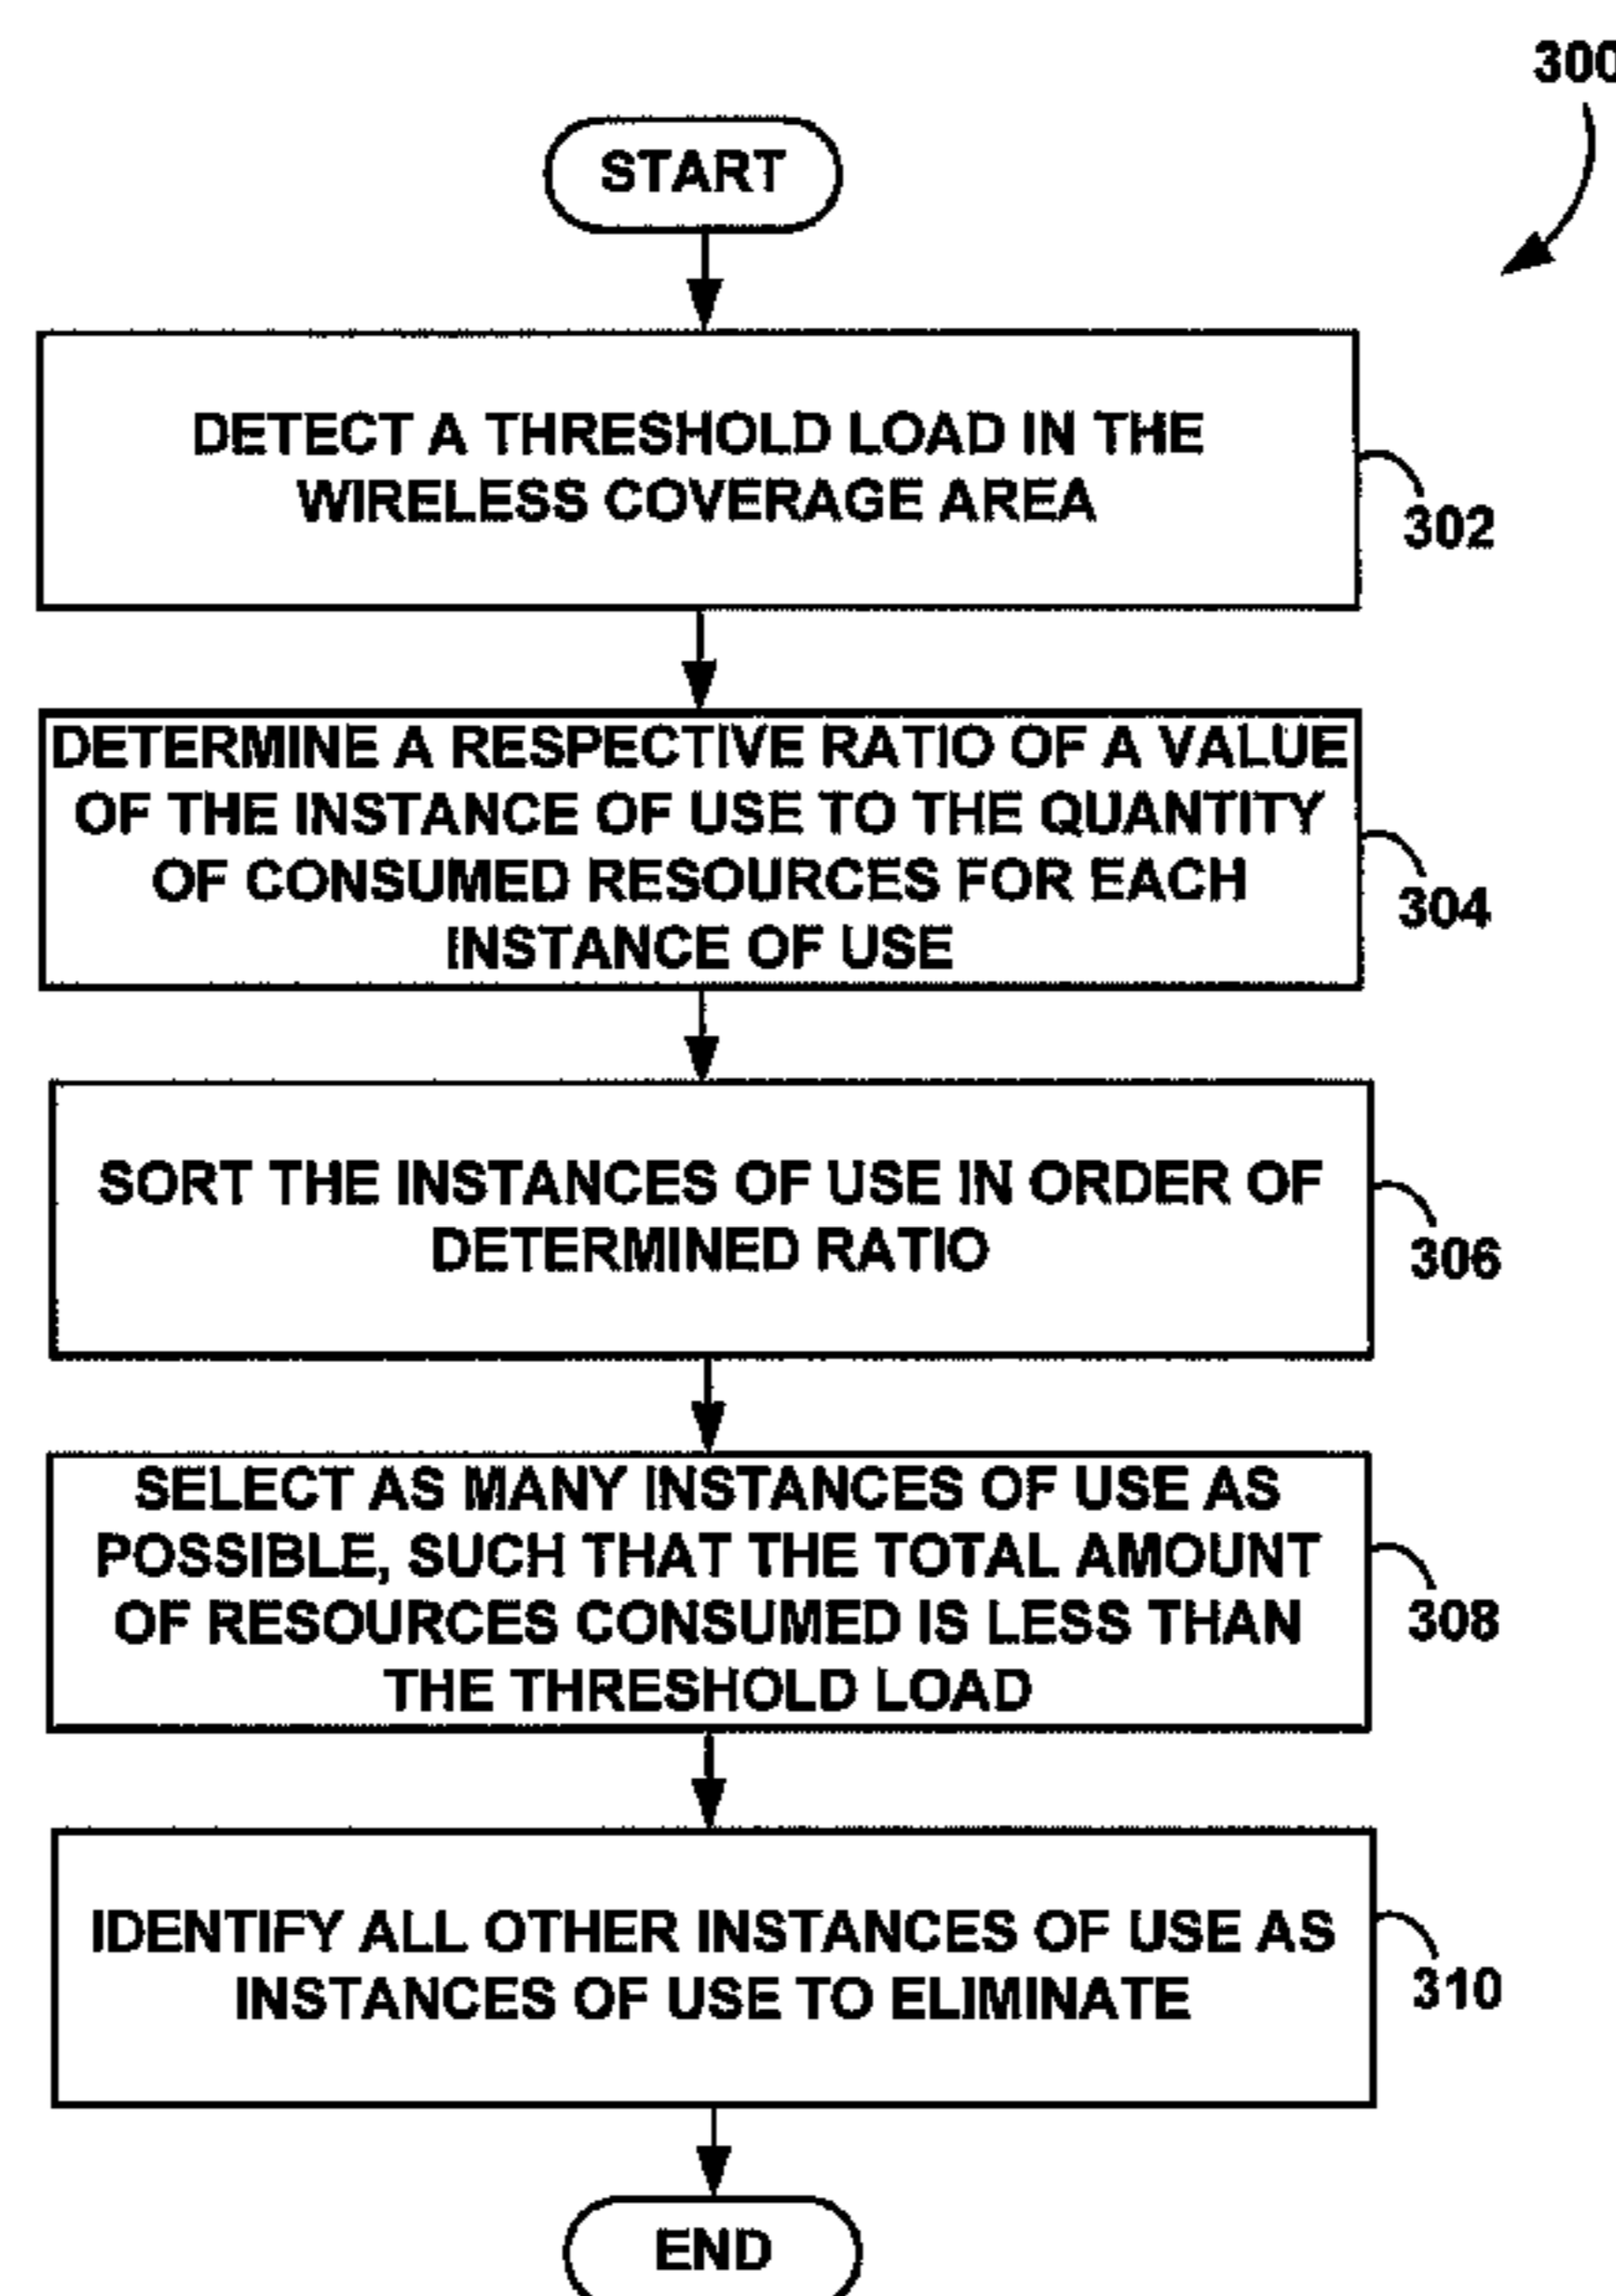 300
START
DETECT A THRESHOLD LOAD IN THE
WIRELESS COVERAGE AREA
302
DETERMINE A RESPECTIVE RATIO OF A VALUE
OF THE INSTANCE OF USE TO THE QUANTITY
OF CONSUMED RESOURCES FOR EACH
INSTANCE OF USE
304
SORT THE INSTANCES OF USE IN ORDER OF
DETERMINED RATIO
306
SELECT AS MANY INSTANCES OF USE AS
POSSIBLE, SUCH THAT THE TOTAL AMOUNT
OF RESOURCES CONSUMED IS LESS THAN
THE THRESHOLD LOAD
308
IDENTIFY ALL OTHER INSTANCES OF USE AS
INSTANCES OF USE TO ELIMINATE
310
END